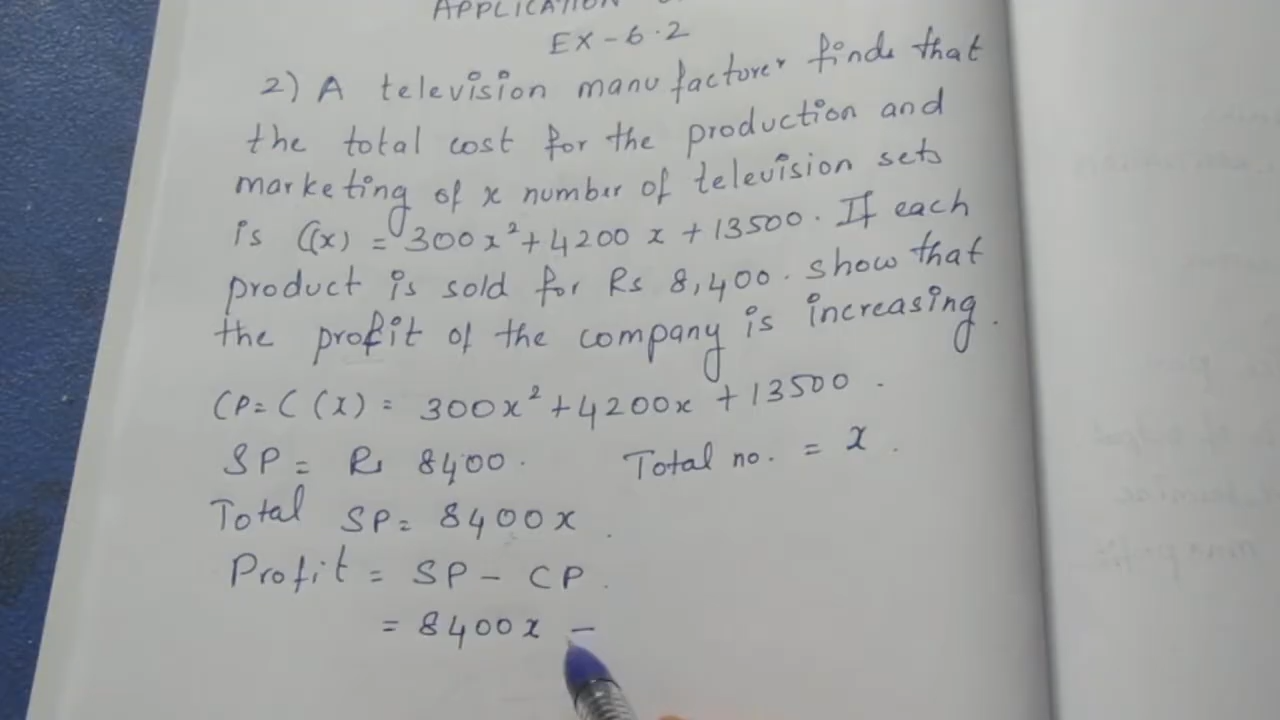 APPLICATION
EX-6.2
2) A television manufacturer finds that
the total cost for the production and
marketing of x number of television sets
is C(x) = 300x² + 4200x + 13500. If each
product is sold for Rs 8,400. show that
the profit of the company is increasing.
CP = C(x) = 300x² + 4200x + 13500.
SP = Rs 8400. Total no. = x.
Total SP = 8400x.
Profit = SP - CP.
= 8400x -